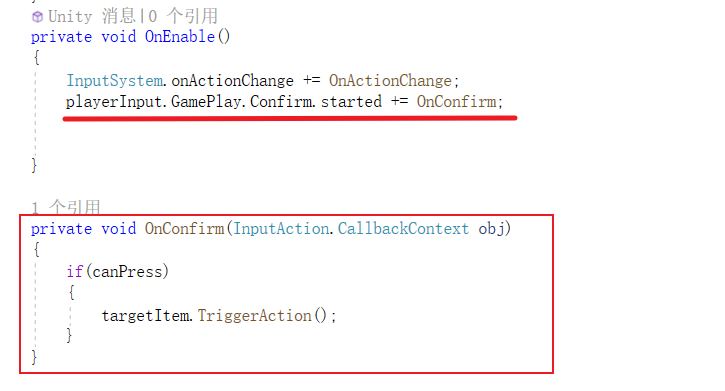 Unity 消息|0 个引用
private void OnEnable()
{
InputSystem.onActionChange += OnActionChange;
playerInput.GamePlay.Confirm.started += OnConfirm;
}
1 个引用
private void OnConfirm(InputAction.CallbackContext obj)
{
if(canPress)
{
targetItem.TriggerAction();
}
}